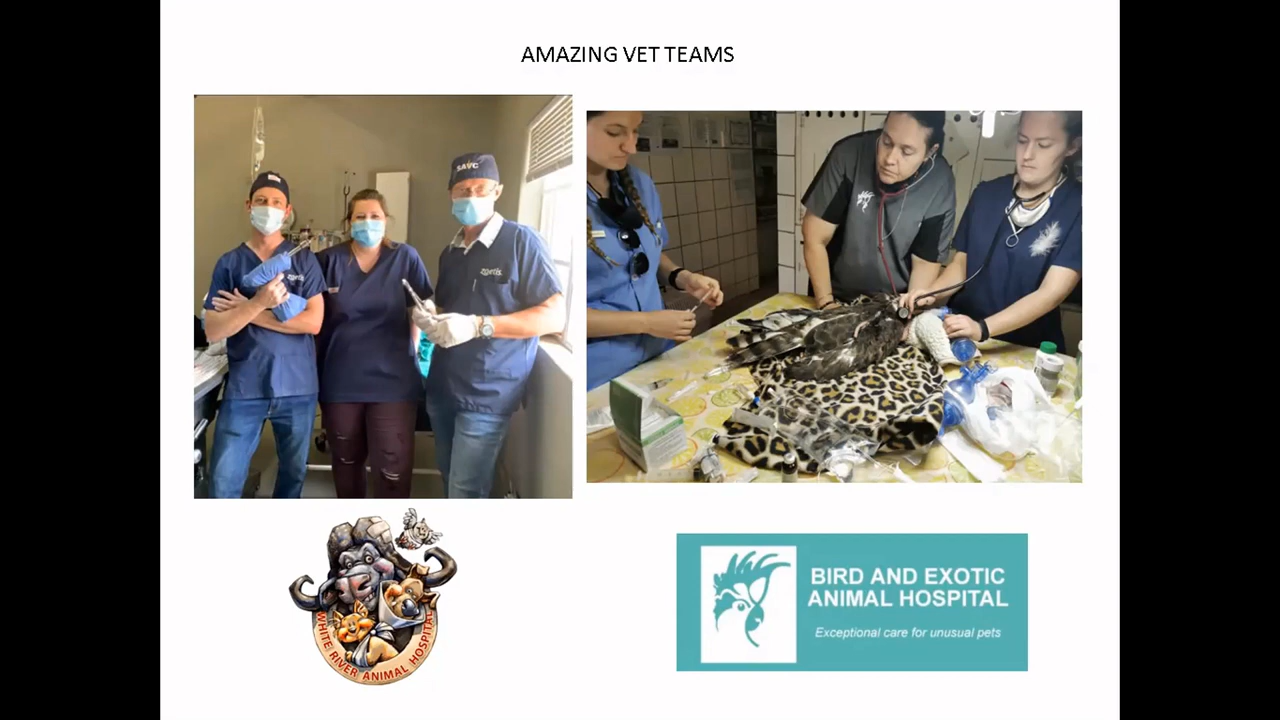 AMAZING VET TEAMS
SAVC
zoetis
zoetis
WHITE RIVER ANIMAL HOSPITAL
BIRD AND EXOTIC
ANIMAL HOSPITAL
Exceptional care for unusual pets